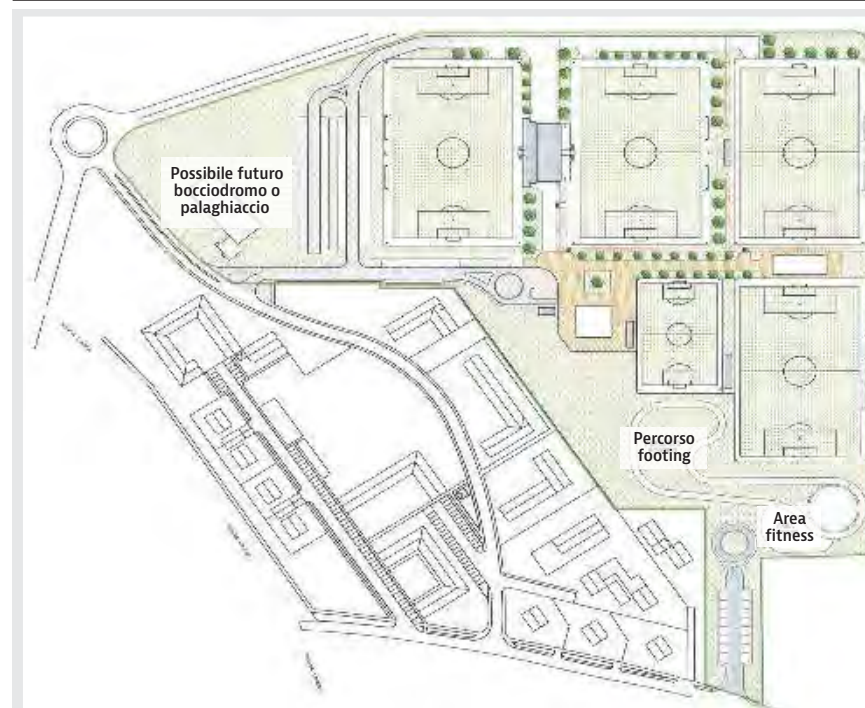 Possibile futuro
bocciodromo o
palaghiaccio
Percorso
footing
Area
fitness